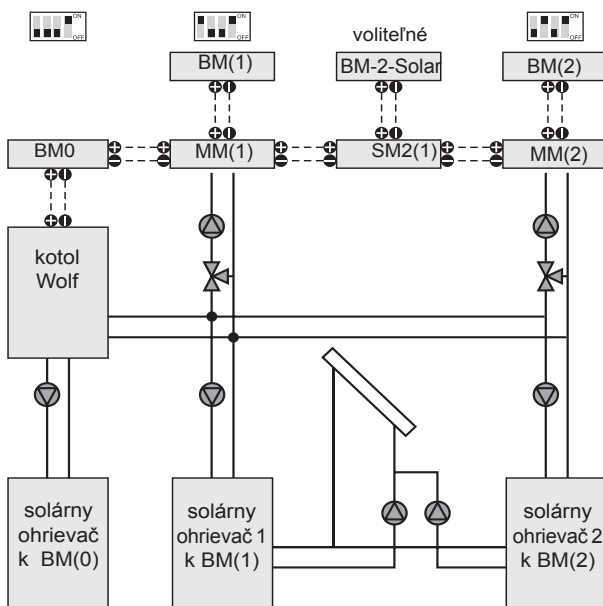 ON
OFF
ON
OFF
ON
OFF
voliteľné
BM(1)
BM-2-Solar
BM(2)
BM0
MM(1)
SM2(1)
MM(2)
kotol
Wolf
solárny
ohrievač
k BM(0)
solárny
ohrievač 1
k BM(1)
solárny
ohrievač 2
k BM(2)